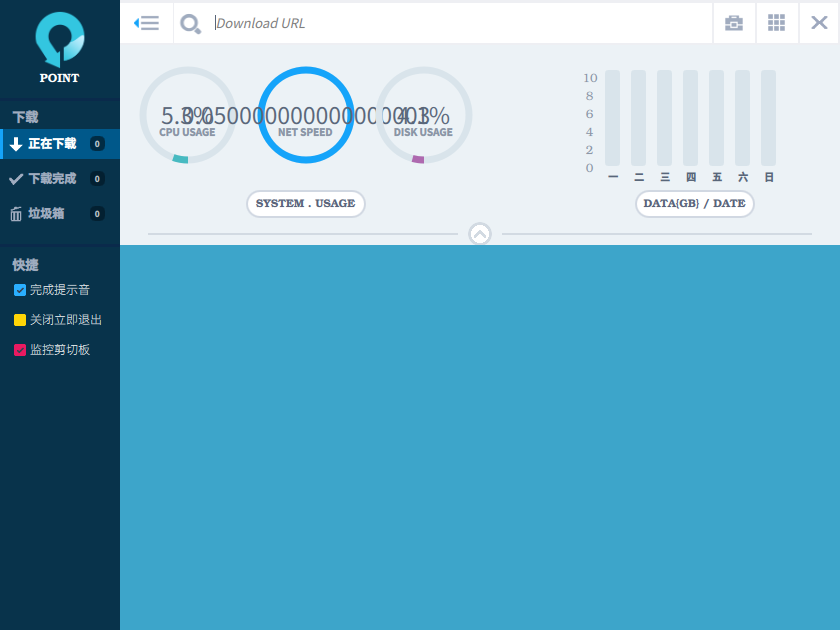 POINT
下载
正在下载 0
下载完成 0
垃圾箱 0
快捷
完成提示音
关闭立即退出
监控剪切板
Download URL
5.3%
CPU USAGE
NET SPEED
4.3%
DISK USAGE
SYSTEM . USAGE
10
8
6
4
2
0
一 二 三 四 五 六 日
DATA(GB) / DATE